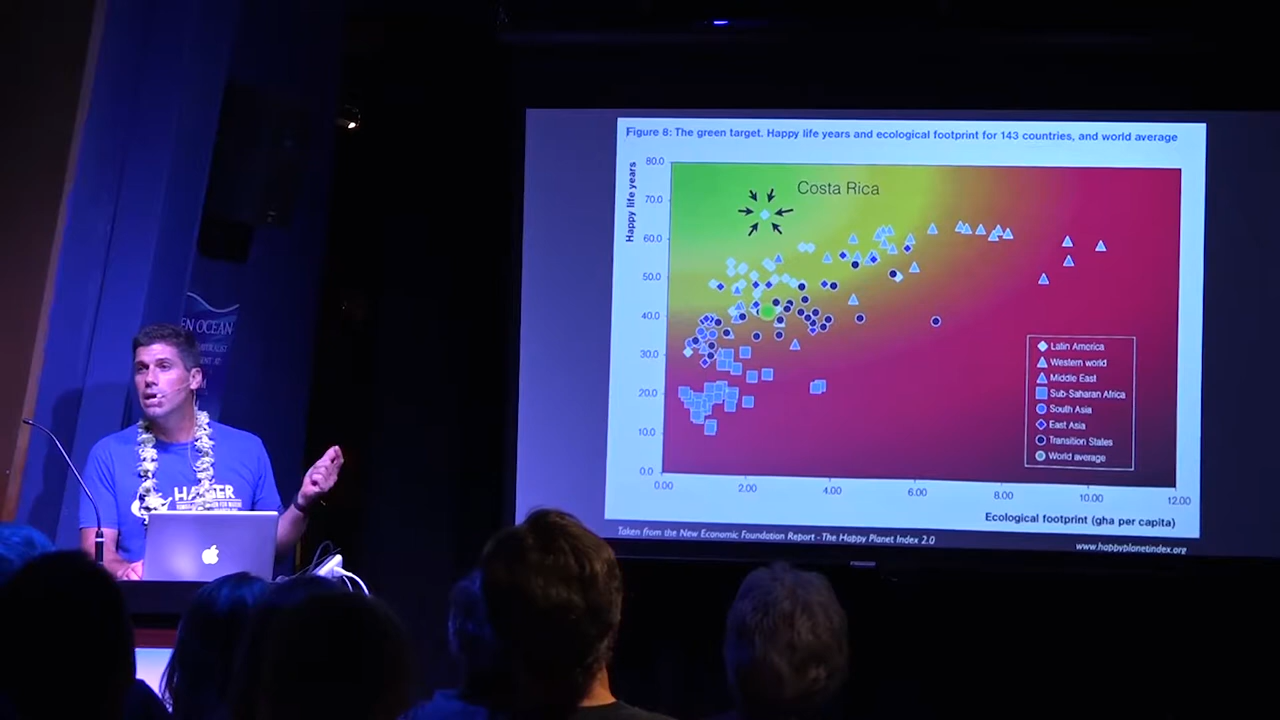 Figure 8: The green target. Happy life years and ecological footprint for 143 countries, and world average
Happy life years
80.0
70.0
60.0
50.0
40.0
30.0
20.0
10.0
0.0
Costa Rica
Latin America
Western world
Middle East
Sub-Saharan Africa
South Asia
East Asia
Transition States
World average
0.00 2.00 4.00 6.00 8.00 10.00 12.00
Ecological footprint (gha per capita)
Taken from the New Economic Foundation Report - The Happy Planet Index 2.0
www.happyplanetindex.org
EN OCEAN